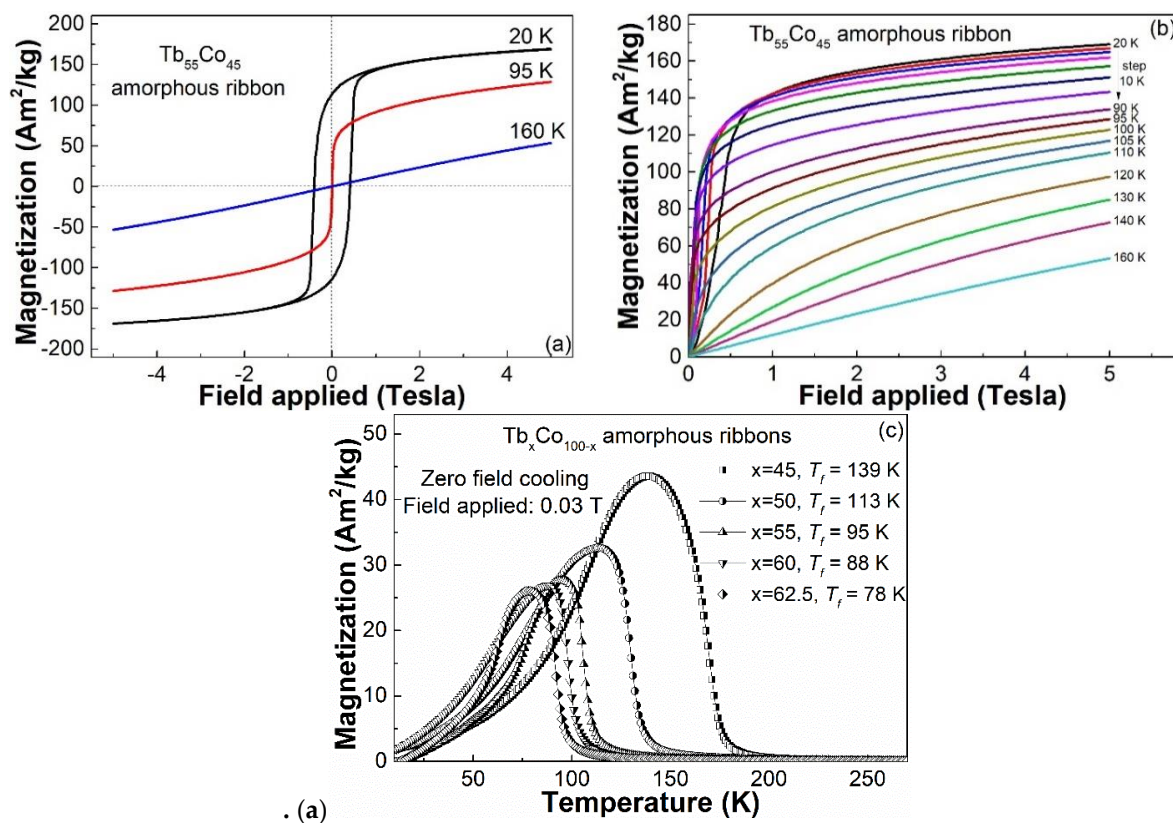 200
150
100
50
0
-50
-100
-150
-200
Magnetization (Am²/kg)
-4 -2 0 2 4
Field applied (Tesla)
Tb₅₅Co₄₅
amorphous ribbon
20 K
95 K
160 K
(a)
180
160
140
120
100
80
60
40
20
0
Magnetization (Am²/kg)
0 1 2 3 4 5
Field applied (Tesla)
Tb₅₅Co₄₅ amorphous ribbon
(b)
20 K
step
10 K
90 K
95 K
100 K
105 K
110 K
120 K
130 K
140 K
160 K
50
40
30
20
10
0
Magnetization (Am²/kg)
50 100 150 200 250
Temperature (K)
TbₓCo₁₀₀₋ₓ amorphous ribbons
(c)
Zero field cooling
Field applied: 0.03 T
x=45, T_f = 139 K
x=50, T_f = 113 K
x=55, T_f = 95 K
x=60, T_f = 88 K
x=62.5, T_f = 78 K
. (a)